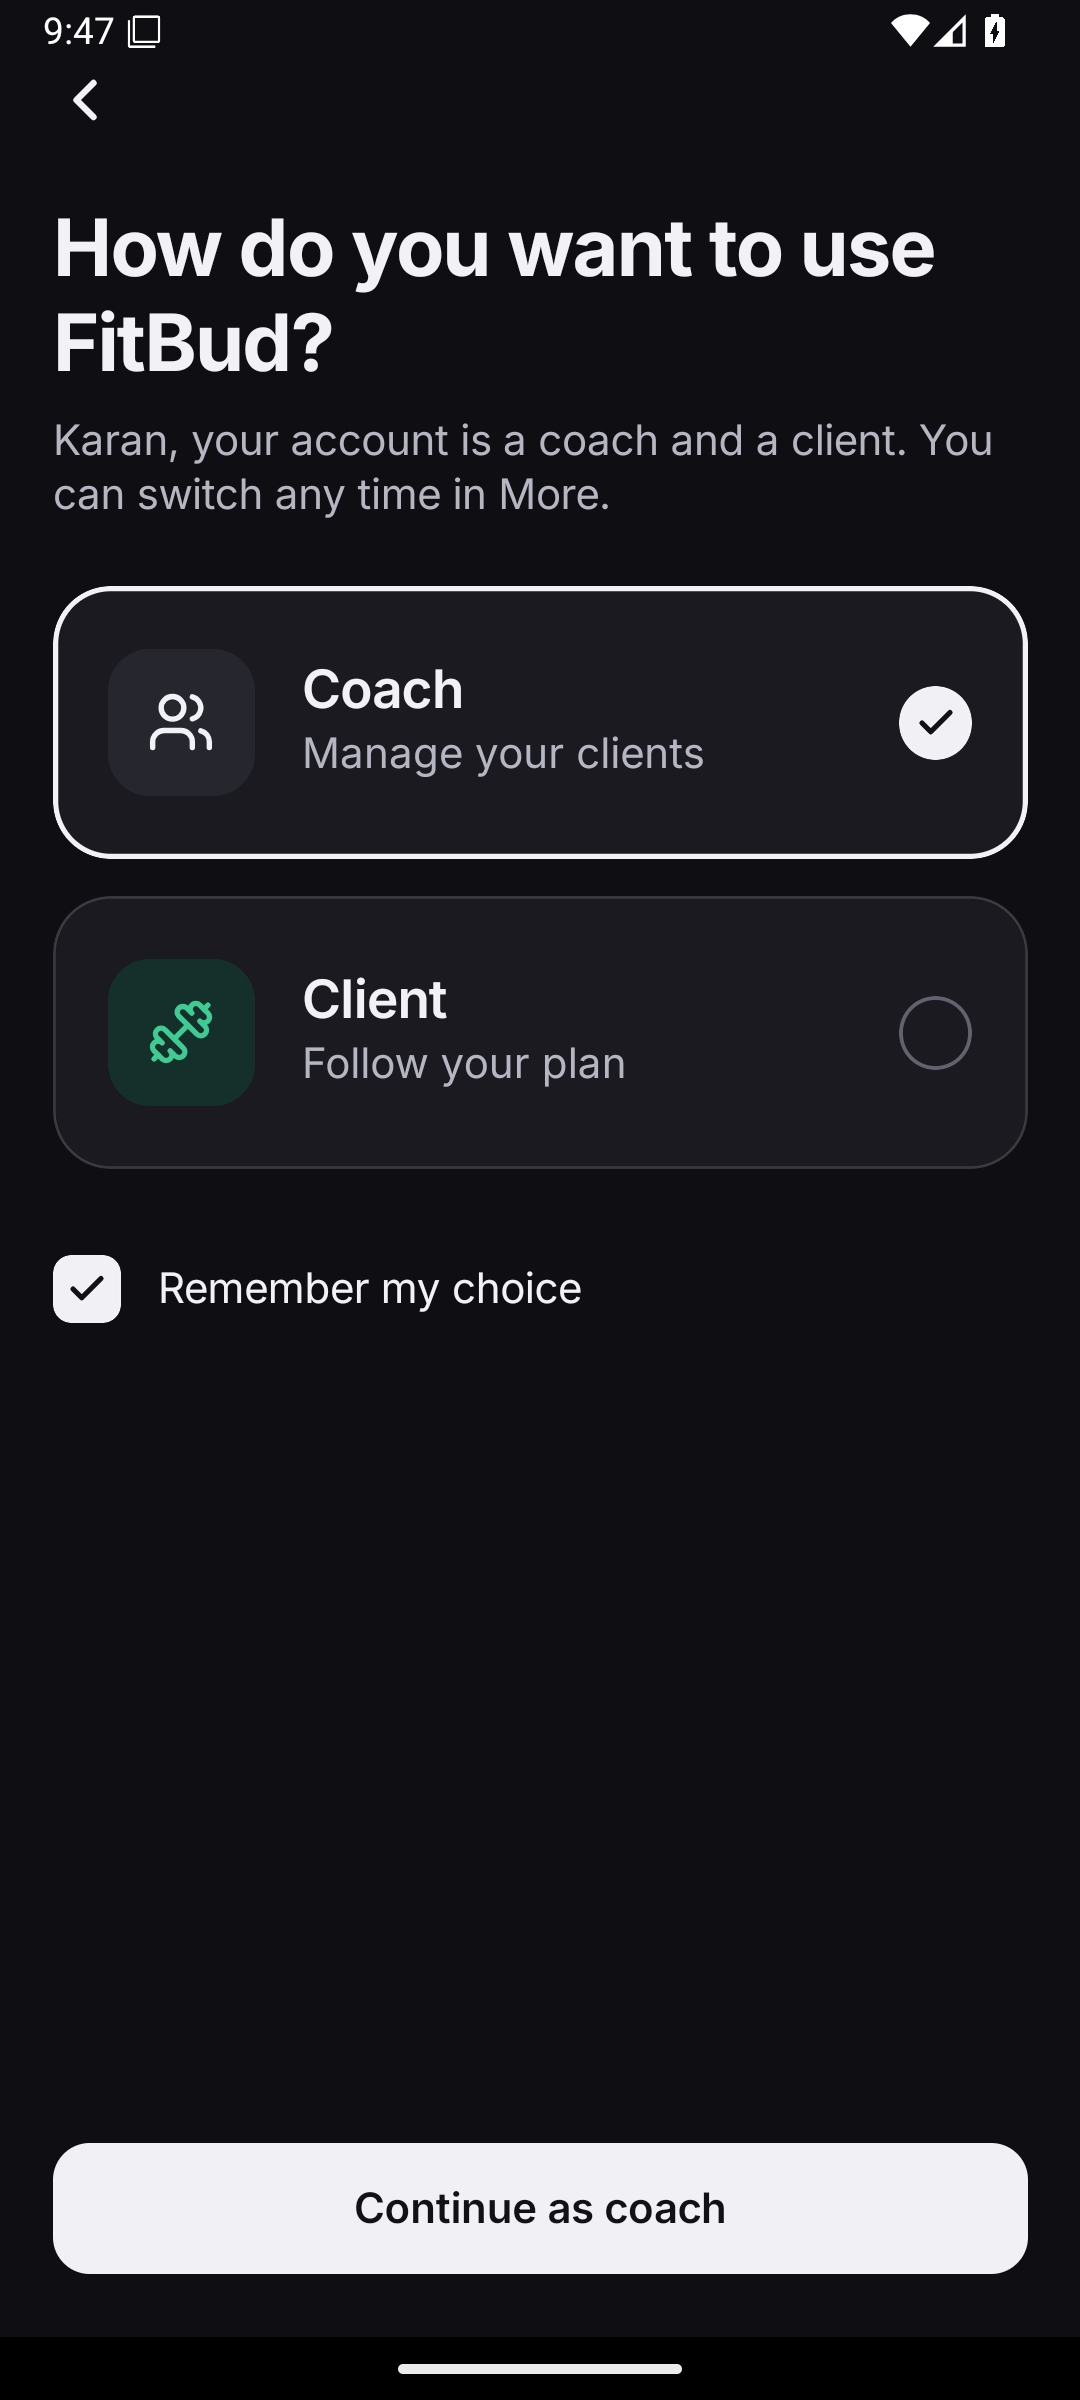 9:47
How do you want to use
FitBud?
Karan, your account is a coach and a client. You
can switch any time in More.
Coach
Manage your clients
Client
Follow your plan
Remember my choice
Continue as coach